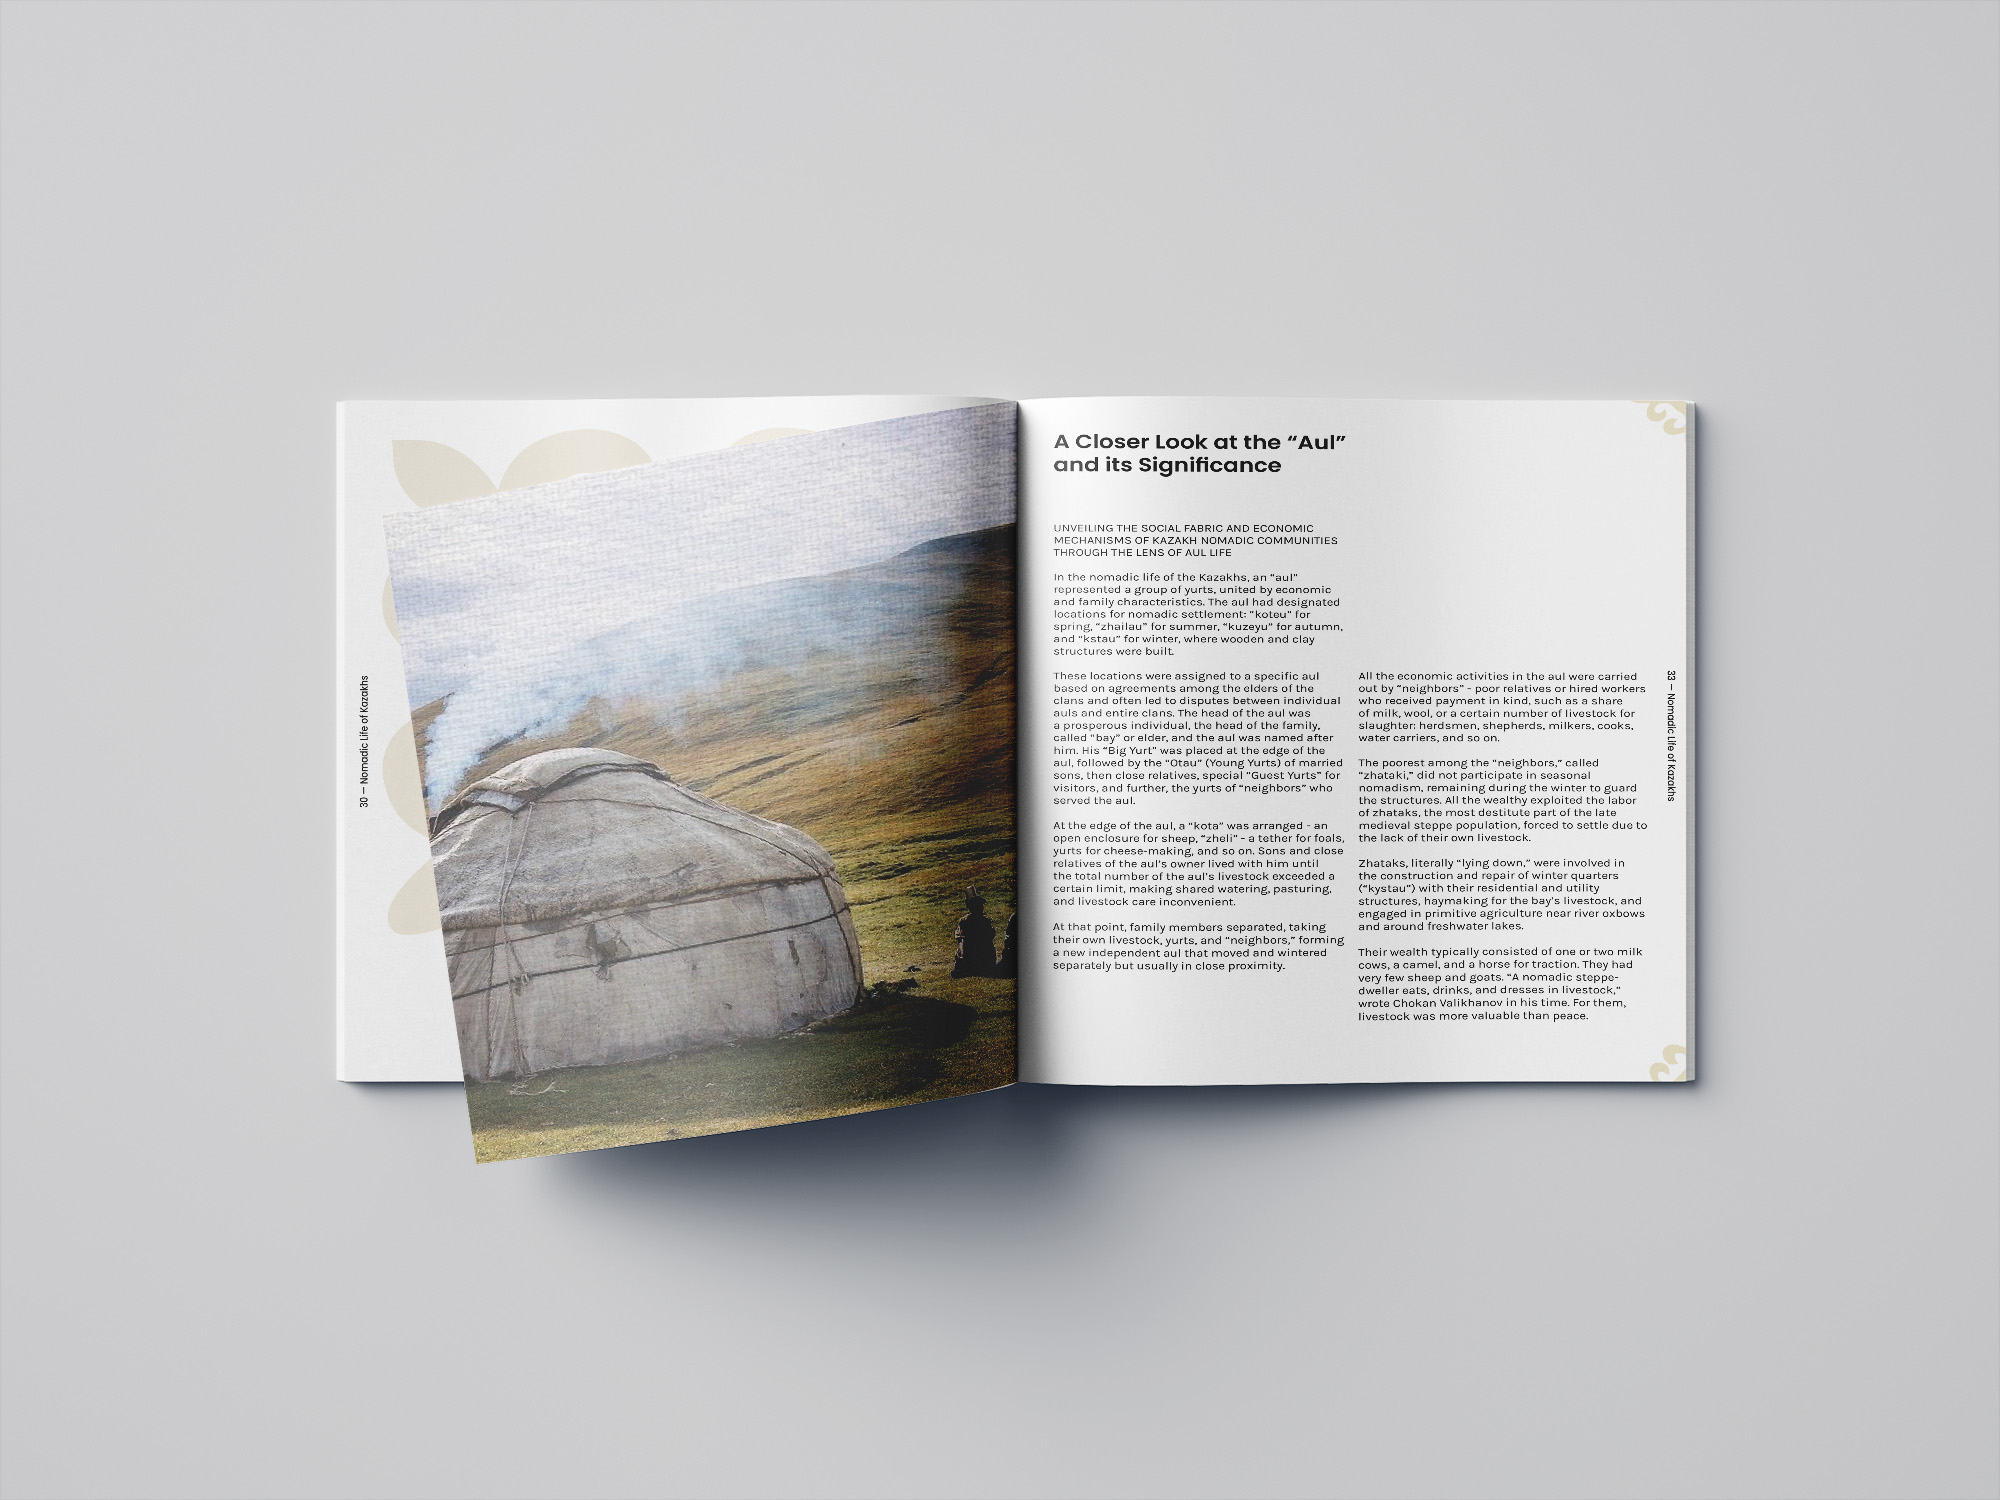 30 — Nomadic Life of Kazakhs
A Closer Look at the “Aul”
and its Significance
UNVEILING THE SOCIAL FABRIC AND ECONOMIC
MECHANISMS OF KAZAKH NOMADIC COMMUNITIES
THROUGH THE LENS OF AUL LIFE
In the nomadic life of the Kazakhs, an “aul”
represented a group of yurts, united by economic
and family characteristics. The aul had designated
locations for nomadic settlement: “koteu” for
spring, “zhailau” for summer, “kuzeyu” for autumn,
and “kstau” for winter, where wooden and clay
structures were built.
These locations were assigned to a specific aul
based on agreements among the elders of the
clans and often led to disputes between individual
auls and entire clans. The head of the aul was
a prosperous individual, the head of the family,
called “bay” or elder, and the aul was named after
him. His “Big Yurt” was placed at the edge of the
aul, followed by the “Otau” (Young Yurts) of married
sons, then close relatives, special “Guest Yurts” for
visitors, and further, the yurts of “neighbors” who
served the aul.
At the edge of the aul, a “kota” was arranged - an
open enclosure for sheep, “zheli” - a tether for foals,
yurts for cheese-making, and so on. Sons and close
relatives of the aul's owner lived with him until
the total number of the aul's livestock exceeded a
certain limit, making shared watering, pasturing,
and livestock care inconvenient.
At that point, family members separated, taking
their own livestock, yurts, and “neighbors,” forming
a new independent aul that moved and wintered
separately but usually in close proximity.
All the economic activities in the aul were carried
out by “neighbors” - poor relatives or hired workers
who received payment in kind, such as a share
of milk, wool, or a certain number of livestock for
slaughter: herdsmen, shepherds, milkers, cooks,
water carriers, and so on.
The poorest among the “neighbors,” called
“zhataki,” did not participate in seasonal
nomadism, remaining during the winter to guard
the structures. All the wealthy exploited the labor
of zhataks, the most destitute part of the late
medieval steppe population, forced to settle due to
the lack of their own livestock.
Zhataks, literally “lying down,” were involved in
the construction and repair of winter quarters
(“kystau”) with their residential and utility
structures, haymaking for the bay's livestock, and
engaged in primitive agriculture near river oxbows
and around freshwater lakes.
Their wealth typically consisted of one or two milk
cows, a camel, and a horse for traction. They had
very few sheep and goats. “A nomadic steppe-
dweller eats, drinks, and dresses in livestock,”
wrote Chokan Valikhanov in his time. For them,
livestock was more valuable than peace.
33 — Nomadic Life of Kazakhs